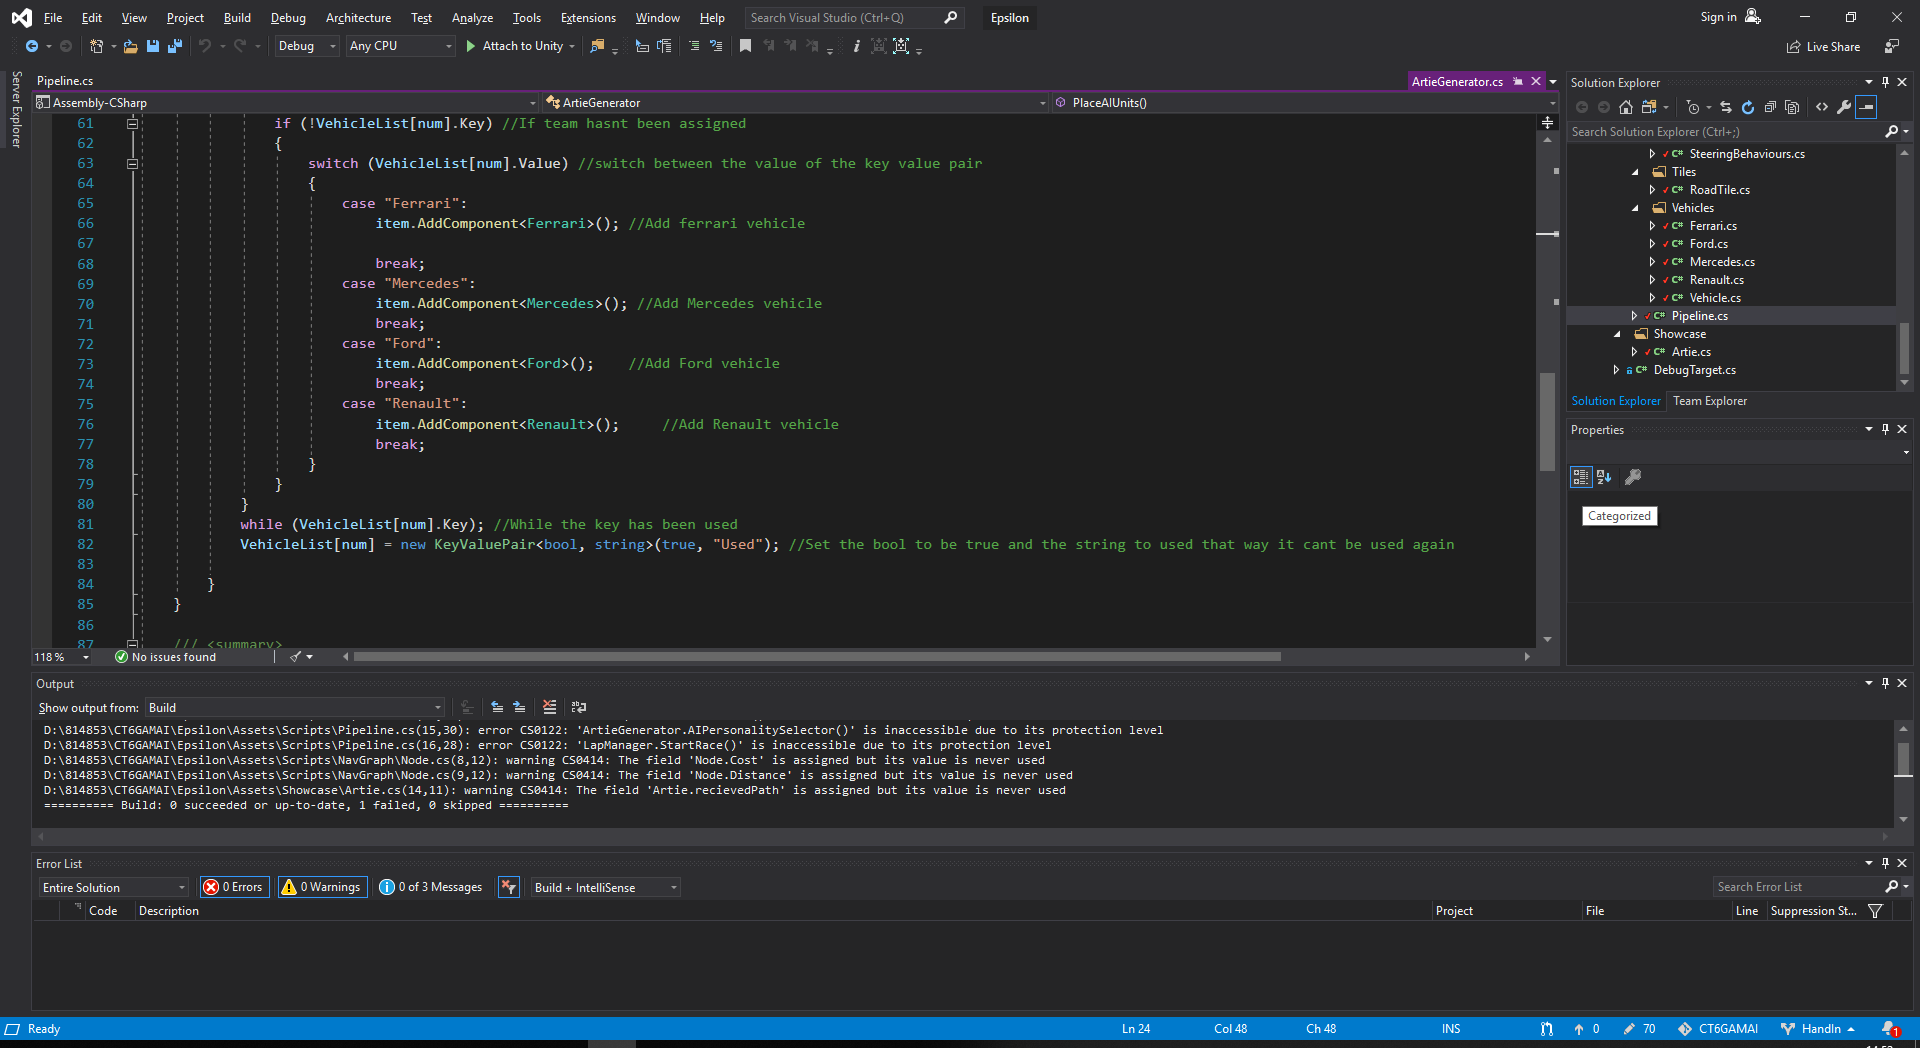 File Edit View Project Build Debug Architecture Test Analyze Tools Extensions Window Help Search Visual Studio (Ctrl+Q) Epsilon Sign in
Debug Any CPU Attach to Unity Live Share
Server Explorer
Pipeline.cs ArtieGenerator.cs
Assembly-CSharp ArtieGenerator PlaceAIUnits()
61 if (!VehicleList[num].Key) //If team hasnt been assigned
62 {
63 switch (VehicleList[num].Value) //switch between the value of the key value pair
64 {
65 case "Ferrari":
66 item.AddComponent<Ferrari>(); //Add ferrari vehicle
67
68 break;
69 case "Mercedes":
70 item.AddComponent<Mercedes>(); //Add Mercedes vehicle
71 break;
72 case "Ford":
73 item.AddComponent<Ford>(); //Add Ford vehicle
74 break;
75 case "Renault":
76 item.AddComponent<Renault>(); //Add Renault vehicle
77 break;
78 }
79 }
80 }
81 while (VehicleList[num].Key); //While the key has been used
82 VehicleList[num] = new KeyValuePair<bool, string>(true, "Used"); //Set the bool to be true and the string to used that way it cant be used again
83
84 }
85 }
86
87 /// <summary>
118 % No issues found
Solution Explorer
Search Solution Explorer (Ctrl+;)
C# SteeringBehaviours.cs
Tiles
C# RoadTile.cs
Vehicles
C# Ferrari.cs
C# Ford.cs
C# Mercedes.cs
C# Renault.cs
C# Vehicle.cs
C# Pipeline.cs
Showcase
C# Artie.cs
C# DebugTarget.cs
Solution Explorer Team Explorer
Properties
Categorized
Output
Show output from: Build
D:\814853\CT6GAMAI\Epsilon\Assets\Scripts\Pipeline.cs(15,30): error CS0122: 'ArtieGenerator.AIPersonalitySelector()' is inaccessible due to its protection level
D:\814853\CT6GAMAI\Epsilon\Assets\Scripts\Pipeline.cs(16,28): error CS0122: 'LapManager.StartRace()' is inaccessible due to its protection level
D:\814853\CT6GAMAI\Epsilon\Assets\Scripts\NavGraph\Node.cs(8,12): warning CS0414: The field 'Node.Cost' is assigned but its value is never used
D:\814853\CT6GAMAI\Epsilon\Assets\Scripts\NavGraph\Node.cs(9,12): warning CS0414: The field 'Node.Distance' is assigned but its value is never used
D:\814853\CT6GAMAI\Epsilon\Assets\Showcase\Artie.cs(14,11): warning CS0414: The field 'Artie.recievedPath' is assigned but its value is never used
========== Build: 0 succeeded or up-to-date, 1 failed, 0 skipped ==========
Error List
Entire Solution 0 Errors 0 Warnings 0 of 3 Messages Build + IntelliSense Search Error List
Code Description Project File Line Suppression St...
Ready Ln 24 Col 48 Ch 48 INS 0 70 CT6GAMAI HandIn 1